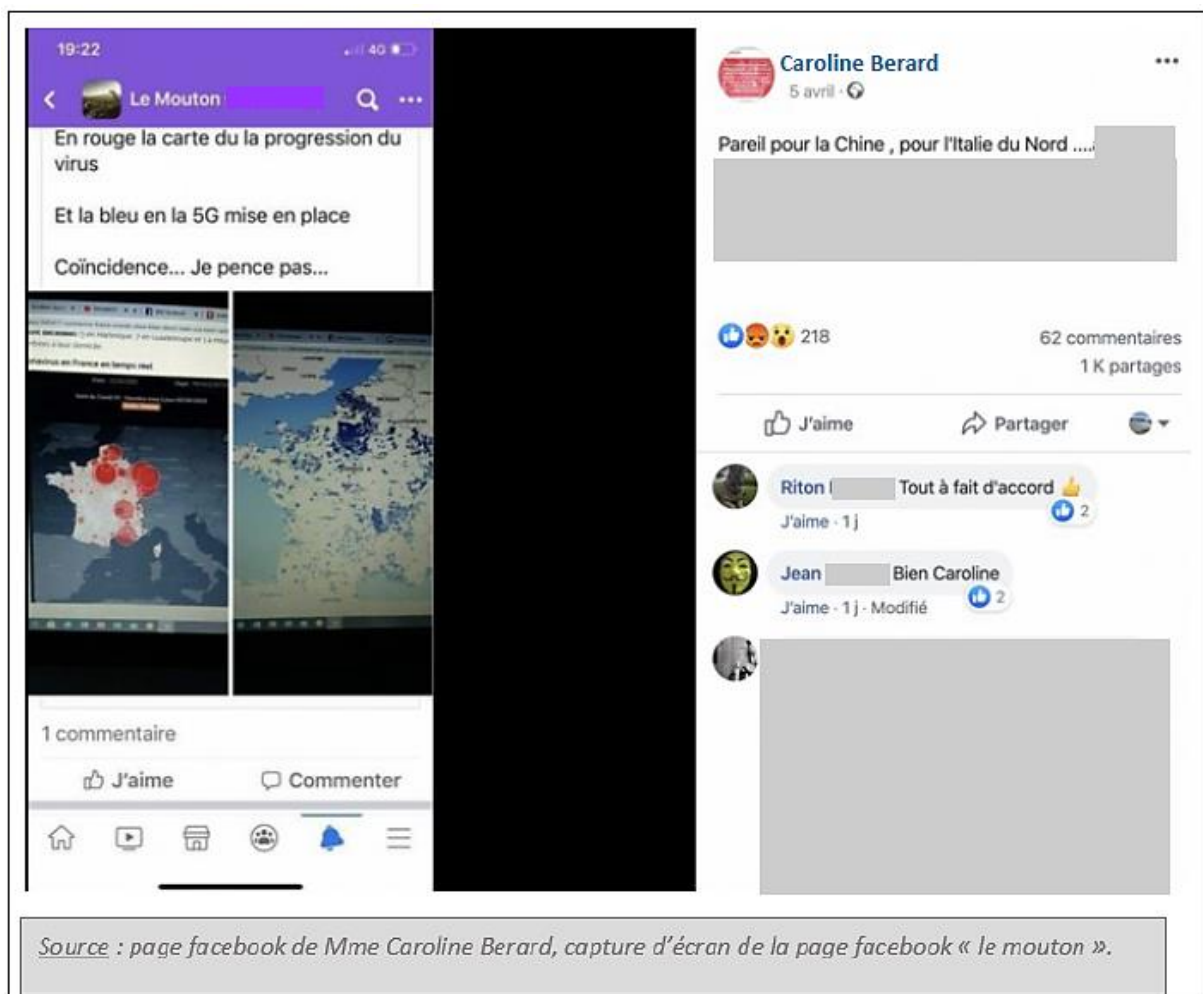 19:22
4G
Le Mouton
En rouge la carte du la progression du
virus
Et la bleu en la 5G mise en place
Coïncidence... Je pence pas...
1 commentaire
J'aime
Commenter
Caroline Berard
5 avril
Pareil pour la Chine , pour l'Italie du Nord ....
218
62 commentaires
1 K partages
J'aime
Partager
Riton
Tout à fait d'accord
2
J'aime · 1 j
Jean
Bien Caroline
2
J'aime · 1 j · Modifié
Source : page facebook de Mme Caroline Berard, capture d'écran de la page facebook « le mouton ».